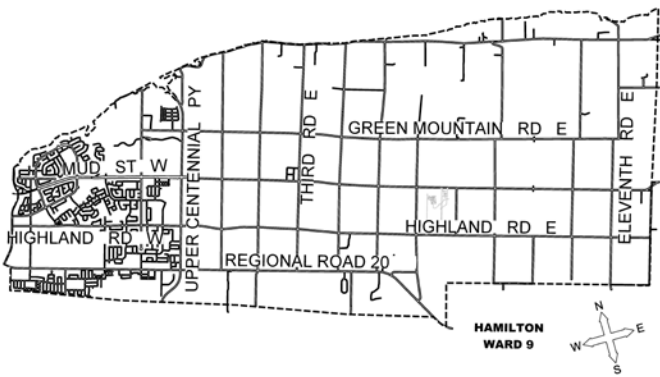 GREEN MOUNTAIN RD E
MUD ST W
UPPER CENTENNIAL PY
THIRD RD E
ELEVENTH RD E
HIGHLAND RD W
HIGHLAND RD E
REGIONAL ROAD 20
HAMILTON
WARD 9
N
E
W
S